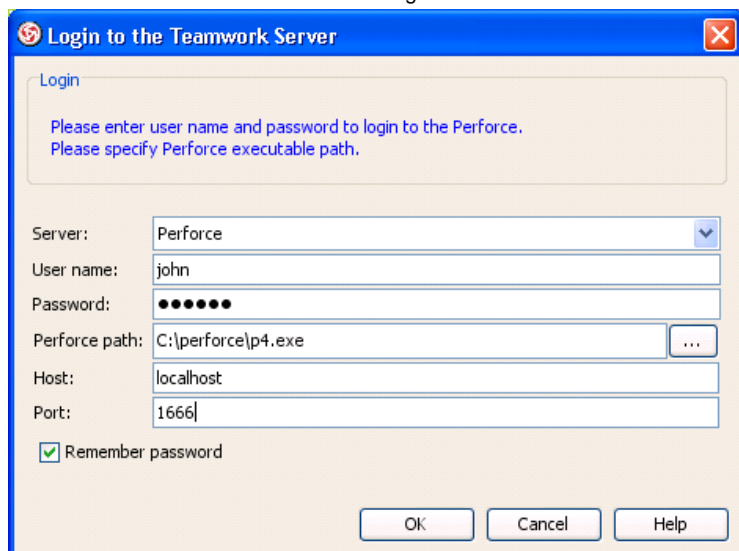 Login to the Teamwork Server
Login
Please enter user name and password to login to the Perforce.
Please specify Perforce executable path.
Server: Perforce
User name: john
Password: ●●●●●●
Perforce path: C:\perforce\p4.exe ...
Host: localhost
Port: 1666
Remember password
OK Cancel Help